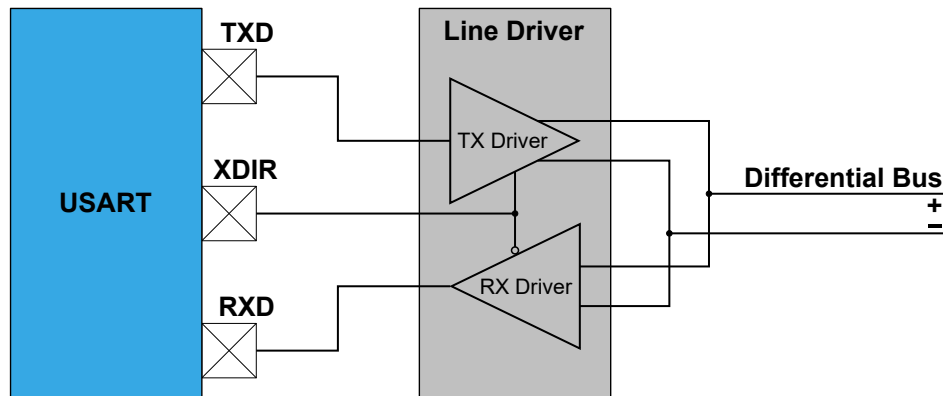 TXD
Line Driver
TX Driver
XDIR
USART
Differential Bus
+
−
RX Driver
RXD